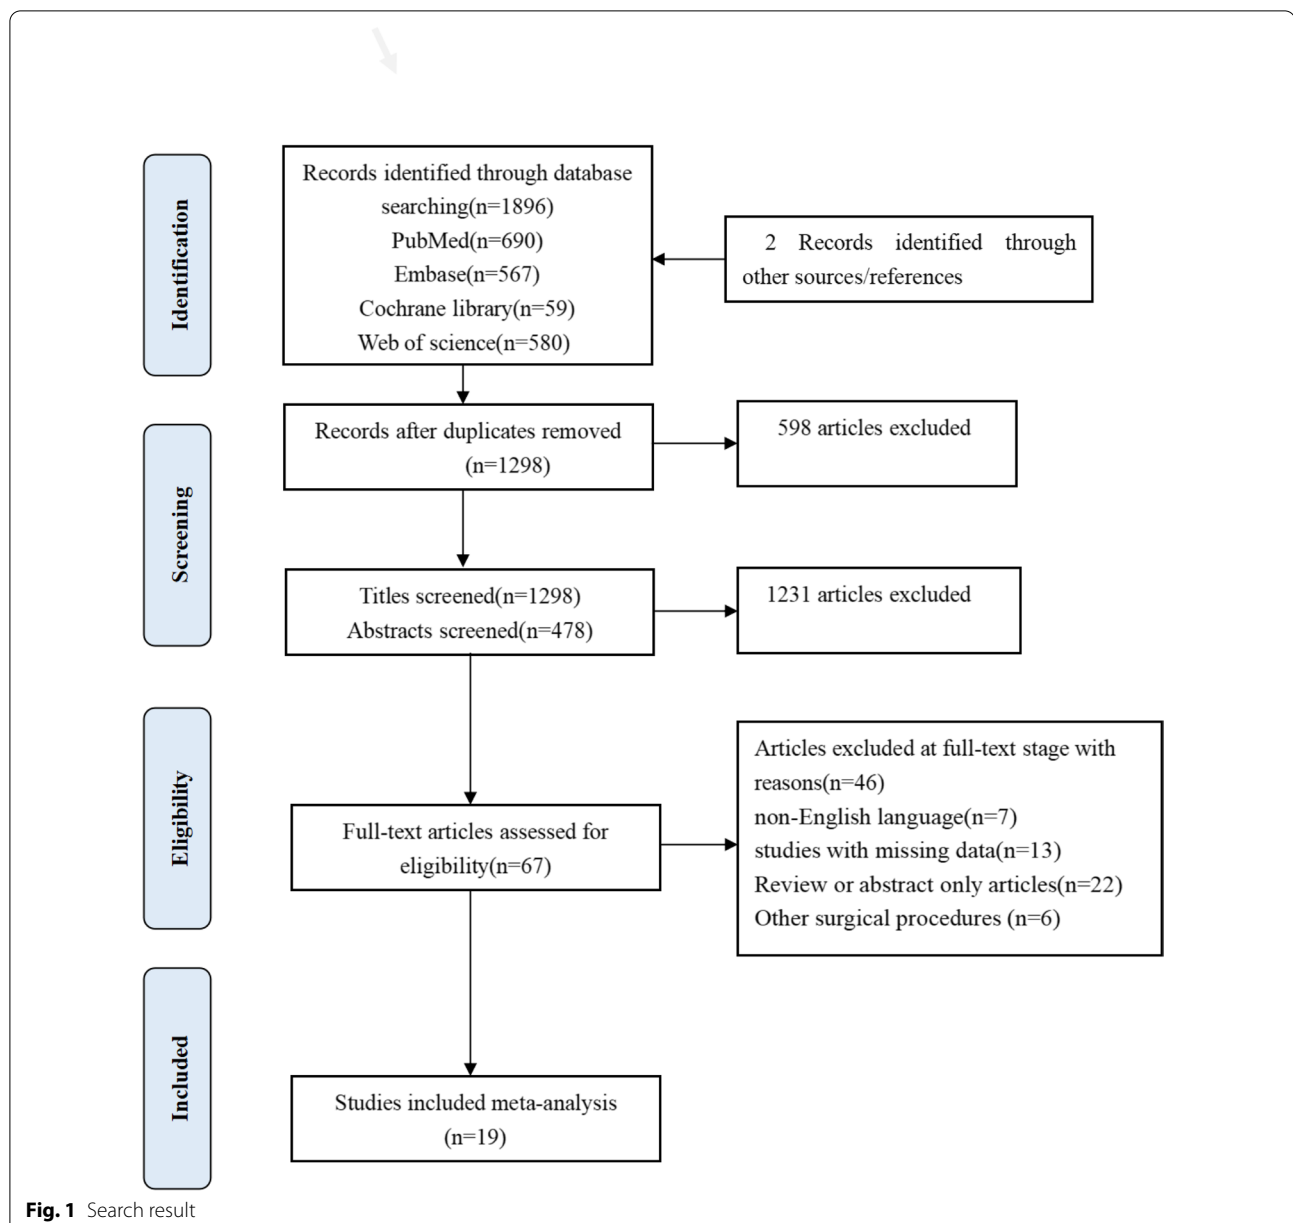 Identification
Records identified through database
searching(n=1896)
PubMed(n=690)
Embase(n=567)
Cochrane library(n=59)
Web of science(n=580)
2 Records identified through
other sources/references
Screening
Records after duplicates removed
(n=1298)
598 articles excluded
Titles screened(n=1298)
Abstracts screened(n=478)
1231 articles excluded
Eligibility
Full-text articles assessed for
eligibility(n=67)
Articles excluded at full-text stage with
reasons(n=46)
non-English language(n=7)
studies with missing data(n=13)
Review or abstract only articles(n=22)
Other surgical procedures (n=6)
Included
Studies included meta-analysis
(n=19)
Fig. 1 Search result